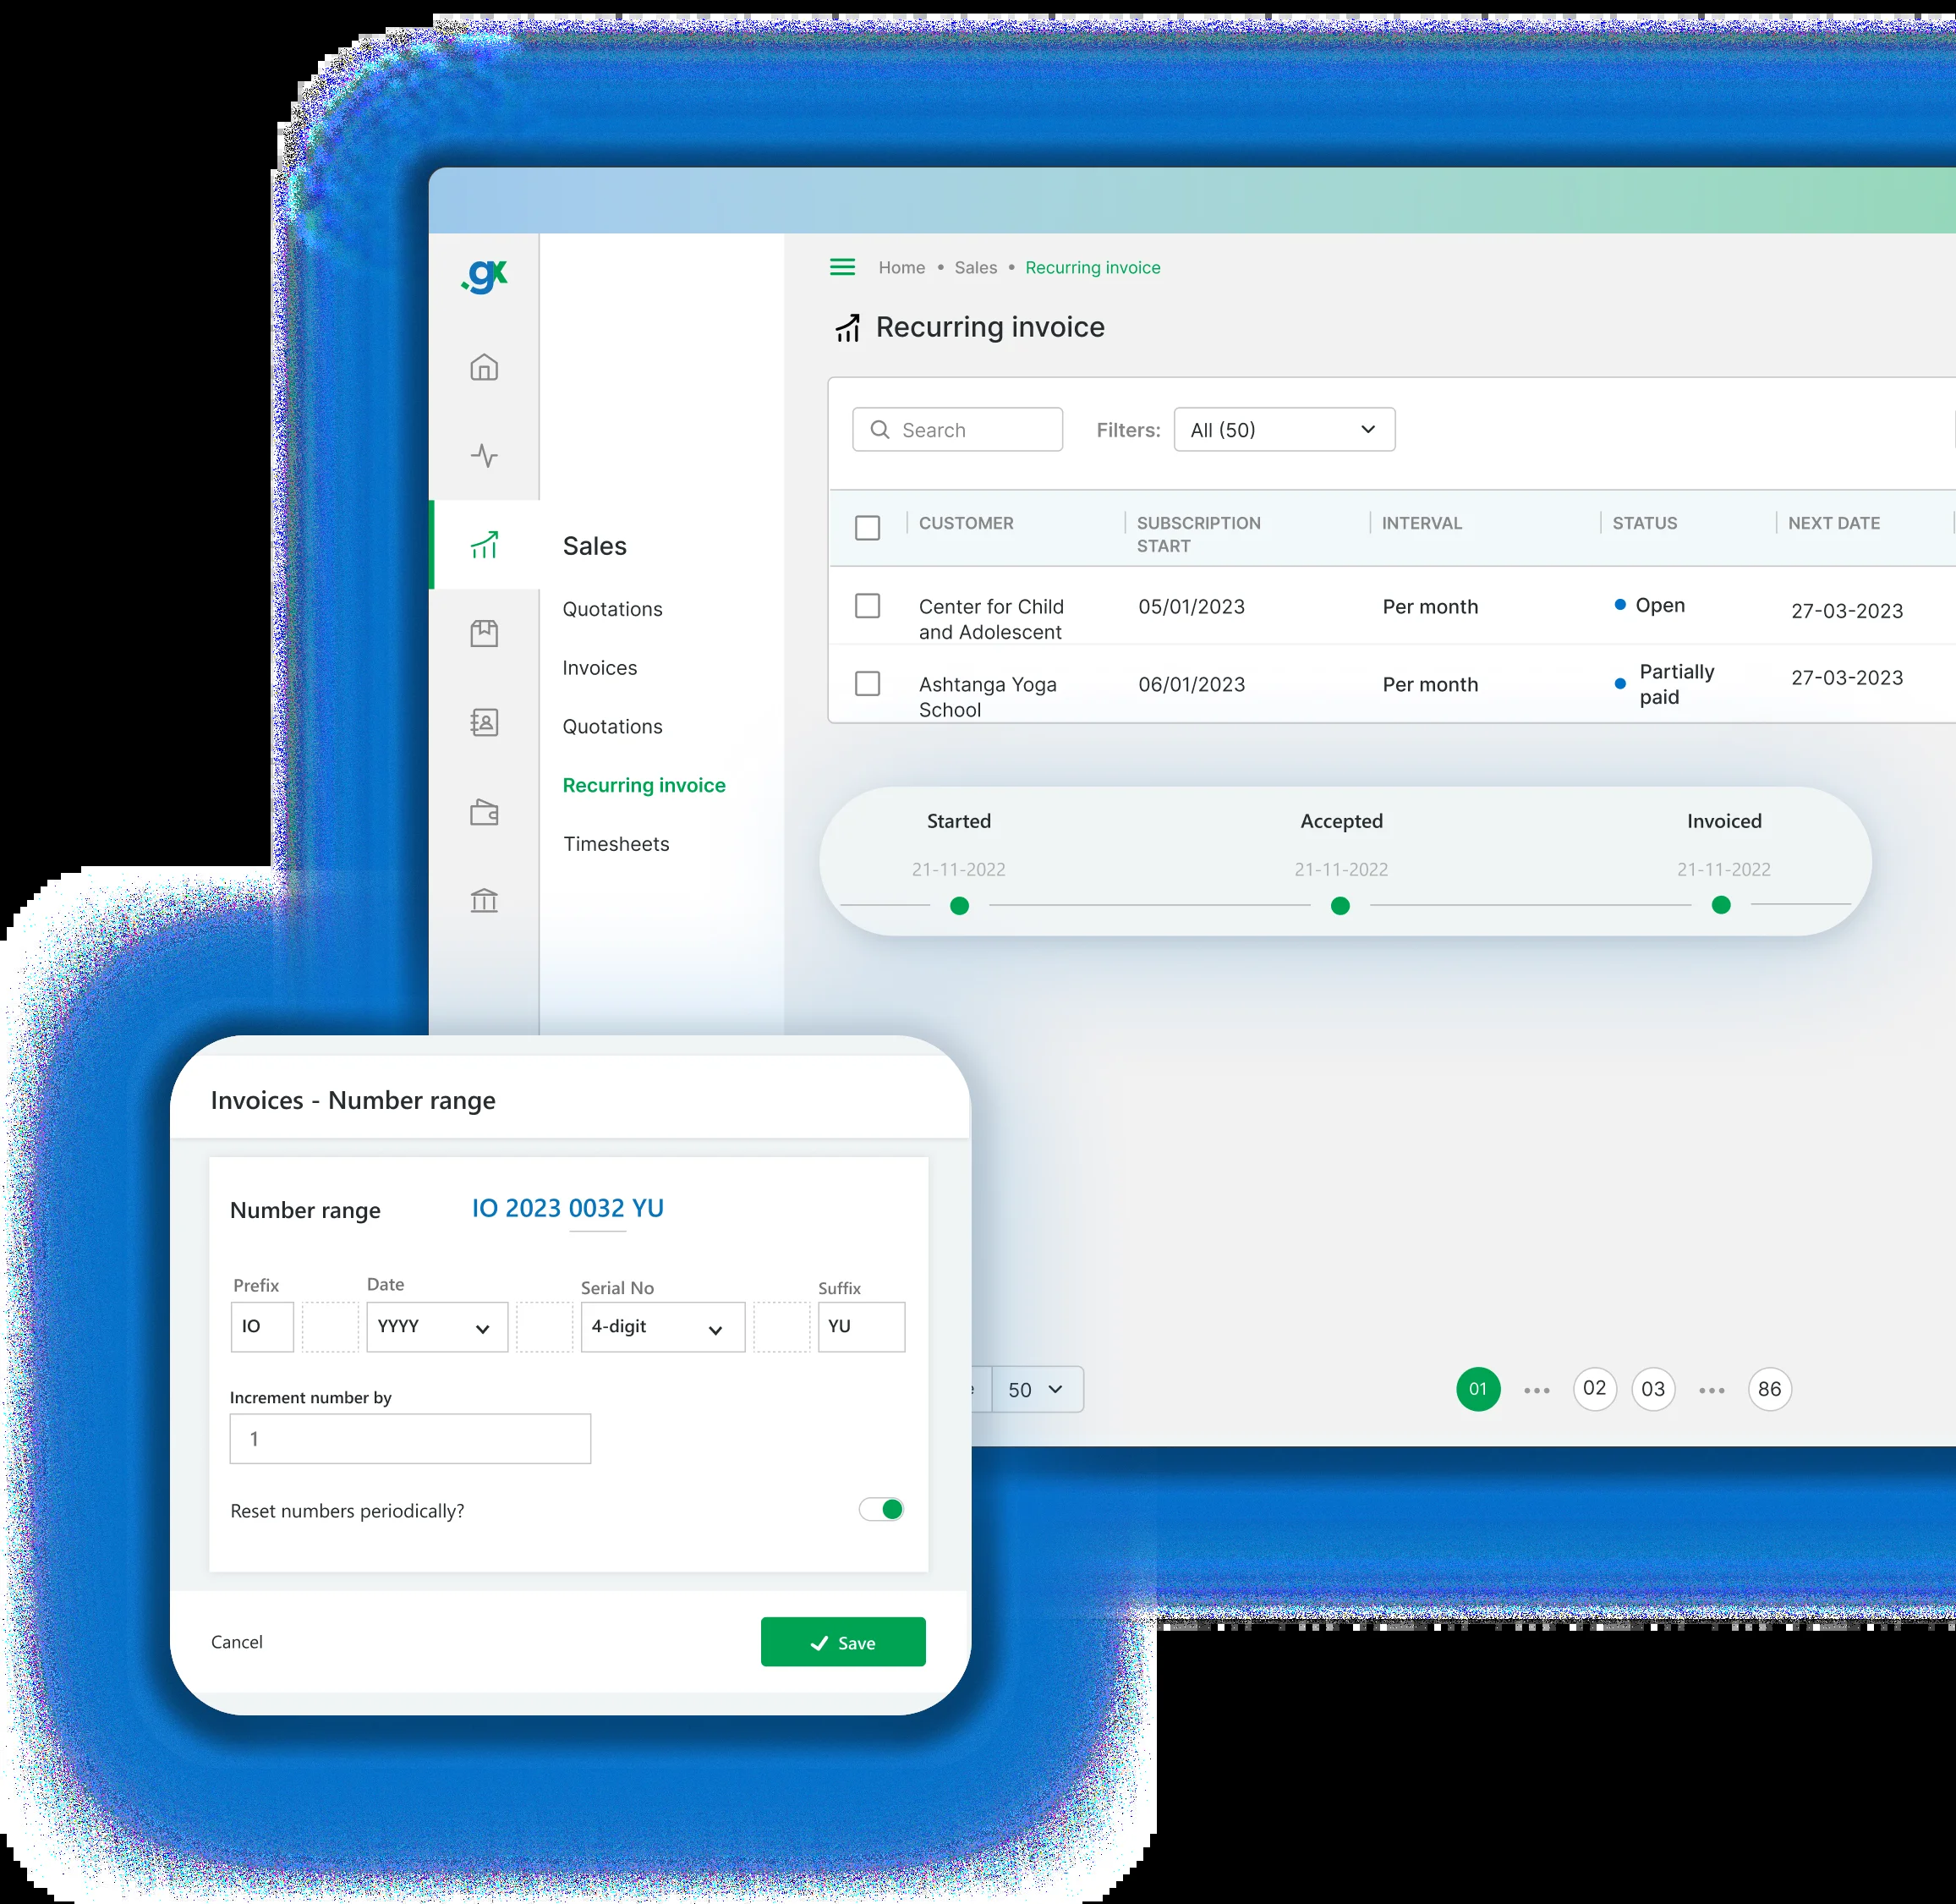 .gx
Home • Sales • Recurring invoice
Recurring invoice
Search
Filters:
All (50)
CUSTOMER
SUBSCRIPTION
START
INTERVAL
STATUS
NEXT DATE
Center for Child
and Adolescent
05/01/2023
Per month
Open
27-03-2023
Ashtanga Yoga
School
06/01/2023
Per month
Partially
paid
27-03-2023
Sales
Quotations
Invoices
Quotations
Recurring invoice
Timesheets
Started
Accepted
Invoiced
21-11-2022
21-11-2022
21-11-2022
50
01 ••• 02 03 ••• 86
Invoices - Number range
Number range
IO 2023 0032 YU
Prefix
Date
Serial No
Suffix
IO
YYYY
4-digit
YU
Increment number by
1
Reset numbers periodically?
Cancel
Save